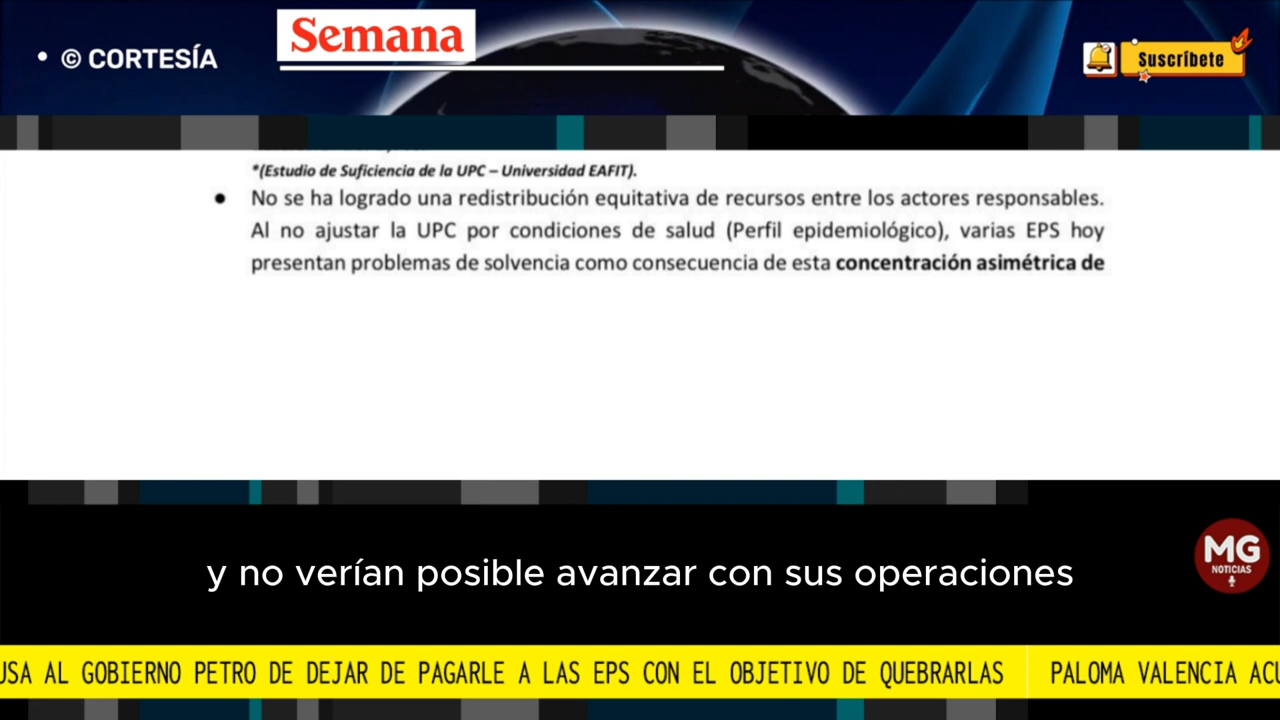 • © CORTESÍA
Semana
Suscríbete
*(Estudio de Suficiencia de la UPC – Universidad EAFIT).
● No se ha logrado una redistribución equitativa de recursos entre los actores responsables.
Al no ajustar la UPC por condiciones de salud (Perfil epidemiológico), varias EPS hoy
presentan problemas de solvencia como consecuencia de esta concentración asimétrica de
y no verían posible avanzar con sus operaciones
MG
NOTICIAS
USA AL GOBIERNO PETRO DE DEJAR DE PAGARLE A LAS EPS CON EL OBJETIVO DE QUEBRARLAS PALOMA VALENCIA ACU